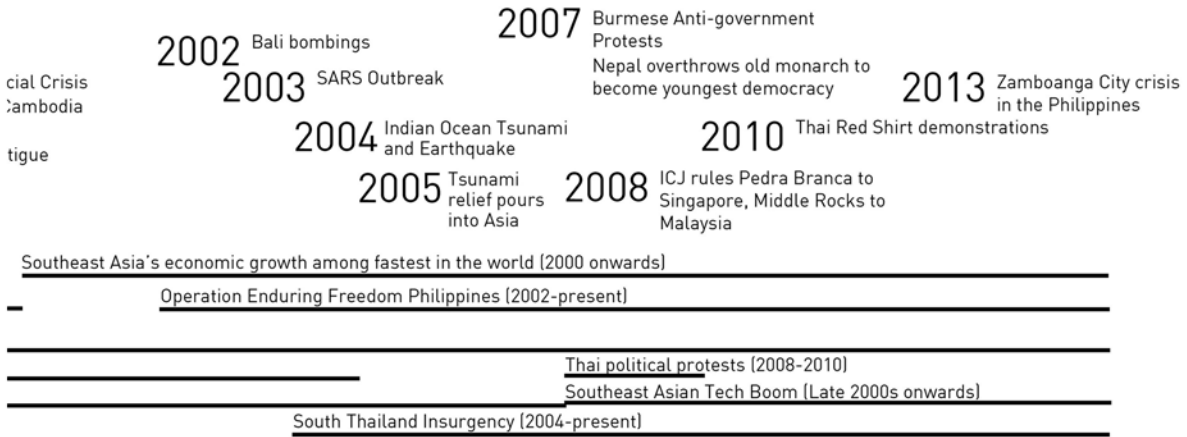 cial Crisis
Cambodia
tigue
2002 Bali bombings
2003 SARS Outbreak
2004 Indian Ocean Tsunami
and Earthquake
2005 Tsunami
relief pours
into Asia
2007 Burmese Anti-government
Protests
Nepal overthrows old monarch to
become youngest democracy
2008 ICJ rules Pedra Branca to
Singapore, Middle Rocks to
Malaysia
2010 Thai Red Shirt demonstrations
2013 Zamboanga City crisis
in the Philippines
Southeast Asia's economic growth among fastest in the world (2000 onwards)
Operation Enduring Freedom Philippines (2002-present)
Thai political protests (2008-2010)
Southeast Asian Tech Boom (Late 2000s onwards)
South Thailand Insurgency (2004-present)